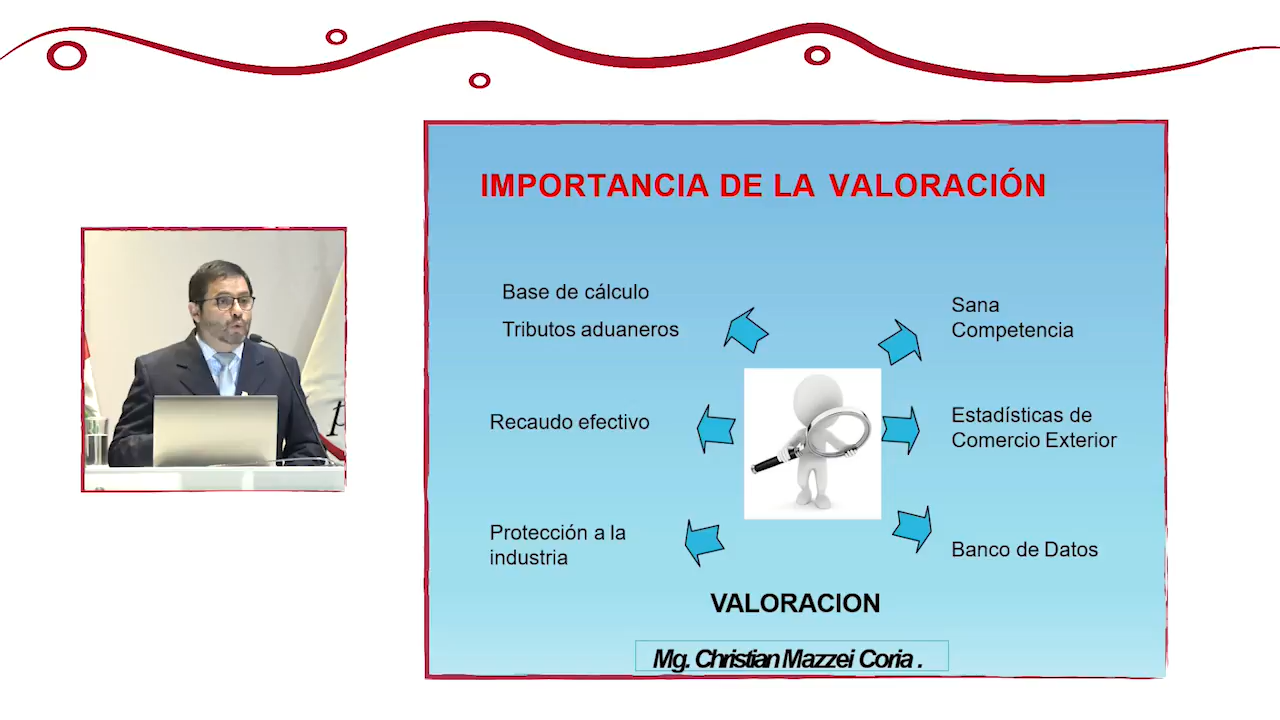 IMPORTANCIA DE LA VALORACIÓN
Base de cálculo
Tributos aduaneros
Recaudo efectivo
Protección a la
industria
Sana
Competencia
Estadísticas de
Comercio Exterior
Banco de Datos
VALORACION
Mg. Christian Mazzei Coria .